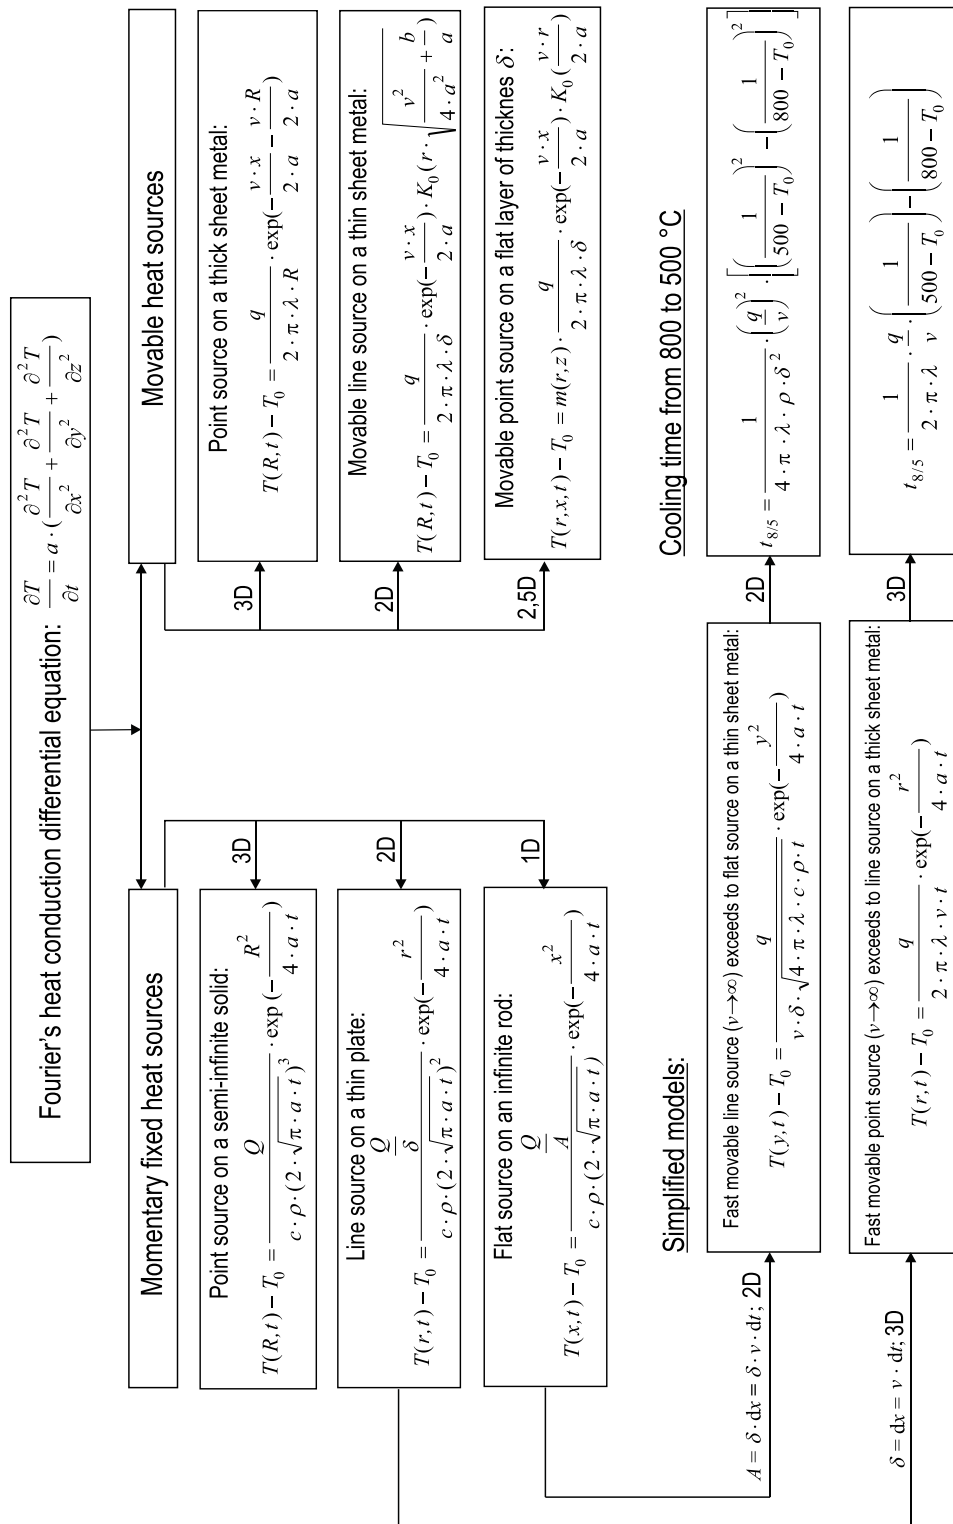 Fourier's heat conduction differential equation: ∂T/∂t = a · (∂²T/∂x² + ∂²T/∂y² + ∂²T/∂z²)
Momentary fixed heat sources
3D
Point source on a semi-infinite solid:
T(R,t) − T₀ = Q / (c · ρ · (2 · √(π · a · t))³) · exp(−R² / (4 · a · t))
2D
Line source on a thin plate:
T(r,t) − T₀ = (Q/δ) / (c · ρ · (2 · √(π · a · t))²) · exp(−r² / (4 · a · t))
1D
Flat source on an infinite rod:
T(x,t) − T₀ = (Q/A) / (c · ρ · (2 · √(π · a · t))) · exp(−x² / (4 · a · t))
Movable heat sources
3D
Point source on a thick sheet metal:
T(R,t) − T₀ = q / (2 · π · λ · R) · exp(−(v · x)/(2 · a) − (v · R)/(2 · a))
2D
Movable line source on a thin sheet metal:
T(R,t) − T₀ = q / (2 · π · λ · δ) · exp(−(v · x)/(2 · a)) · K₀(r · √(v²/(4 · a²) + b/a))
2,5D
Movable point source on a flat layer of thicknes δ:
T(r,x,t) − T₀ = m(r,z) · q / (2 · π · λ · δ) · exp(−(v · x)/(2 · a)) · K₀((v · r)/(2 · a))
Simplified models:
Cooling time from 800 to 500 °C
A = δ · dx = δ · v · dt; 2D
Fast movable line source (v→∞) exceeds to flat source on a thin sheet metal:
T(y,t) − T₀ = q / (v · δ · √(4 · π · λ · c · ρ · t)) · exp(−y² / (4 · a · t))
2D
t₈/₅ = 1 / (4 · π · λ · ρ · δ²) · (q/v)² · [(1/(500 − T₀))² − (1/(800 − T₀))²]
δ = dx = v · dt; 3D
Fast movable point source (v→∞) exceeds to line source on a thick sheet metal:
T(r,t) − T₀ = q / (2 · π · λ · v · t) · exp(−r² / (4 · a · t))
3D
t₈/₅ = 1 / (2 · π · λ) · q/v · (1/(500 − T₀)) − (1/(800 − T₀))